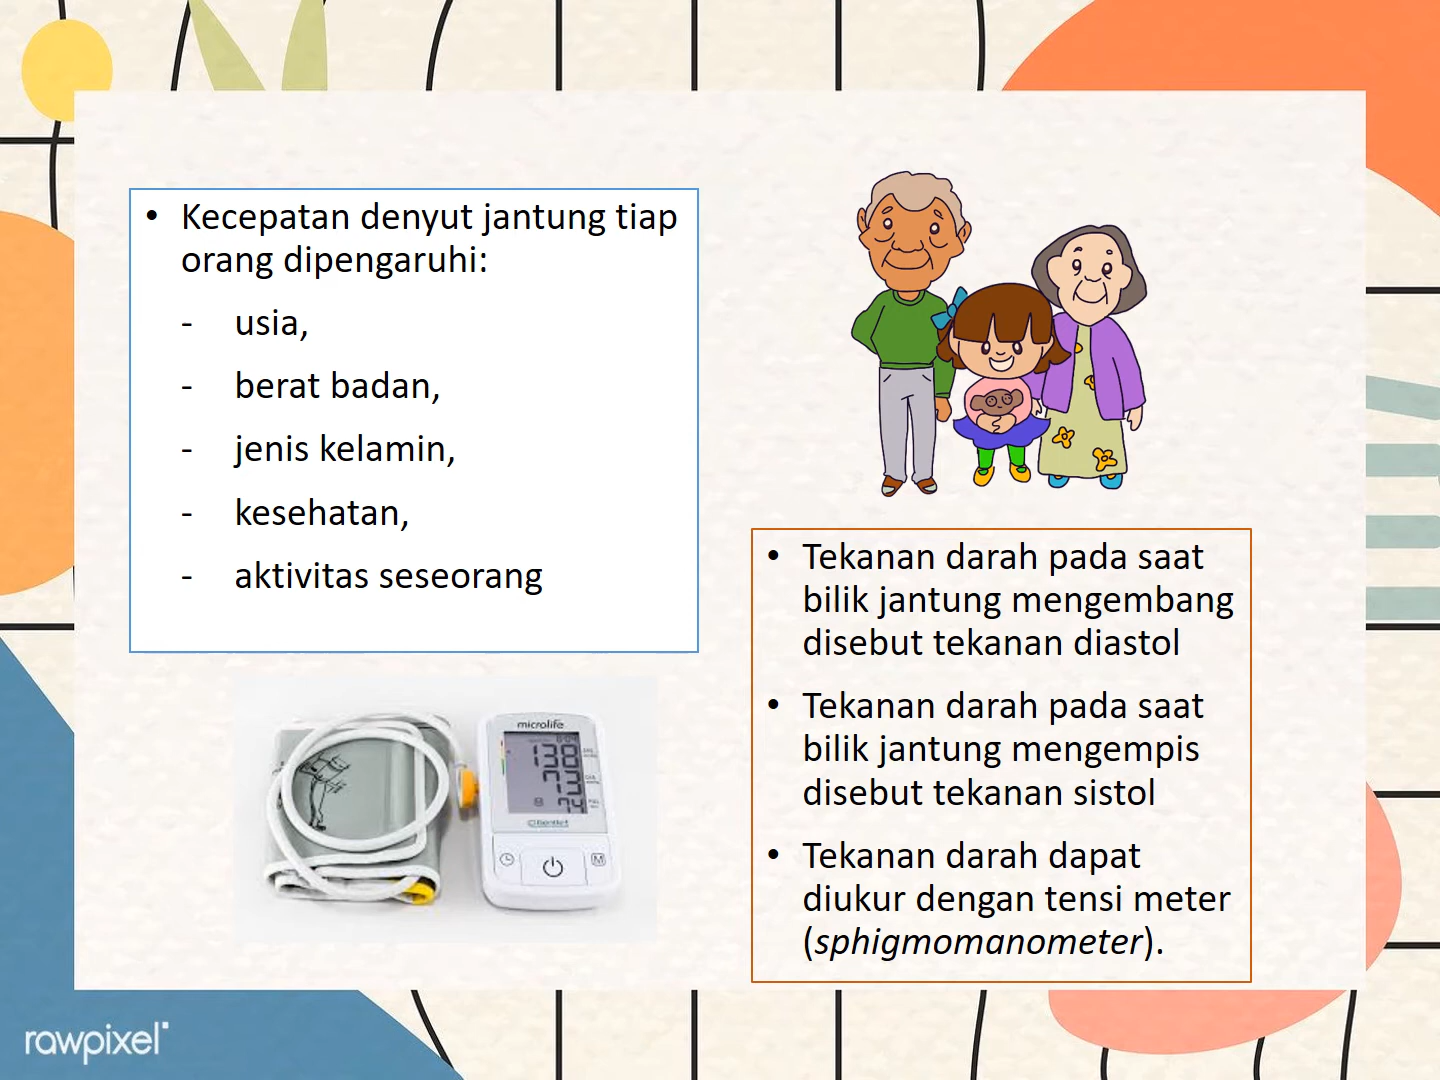 • Kecepatan denyut jantung tiap
orang dipengaruhi:
- usia,
- berat badan,
- jenis kelamin,
- kesehatan,
- aktivitas seseorang
microlife
138
73
74
M
• Tekanan darah pada saat
bilik jantung mengembang
disebut tekanan diastol
• Tekanan darah pada saat
bilik jantung mengempis
disebut tekanan sistol
• Tekanan darah dapat
diukur dengan tensi meter
(sphigmomanometer).
rawpixel